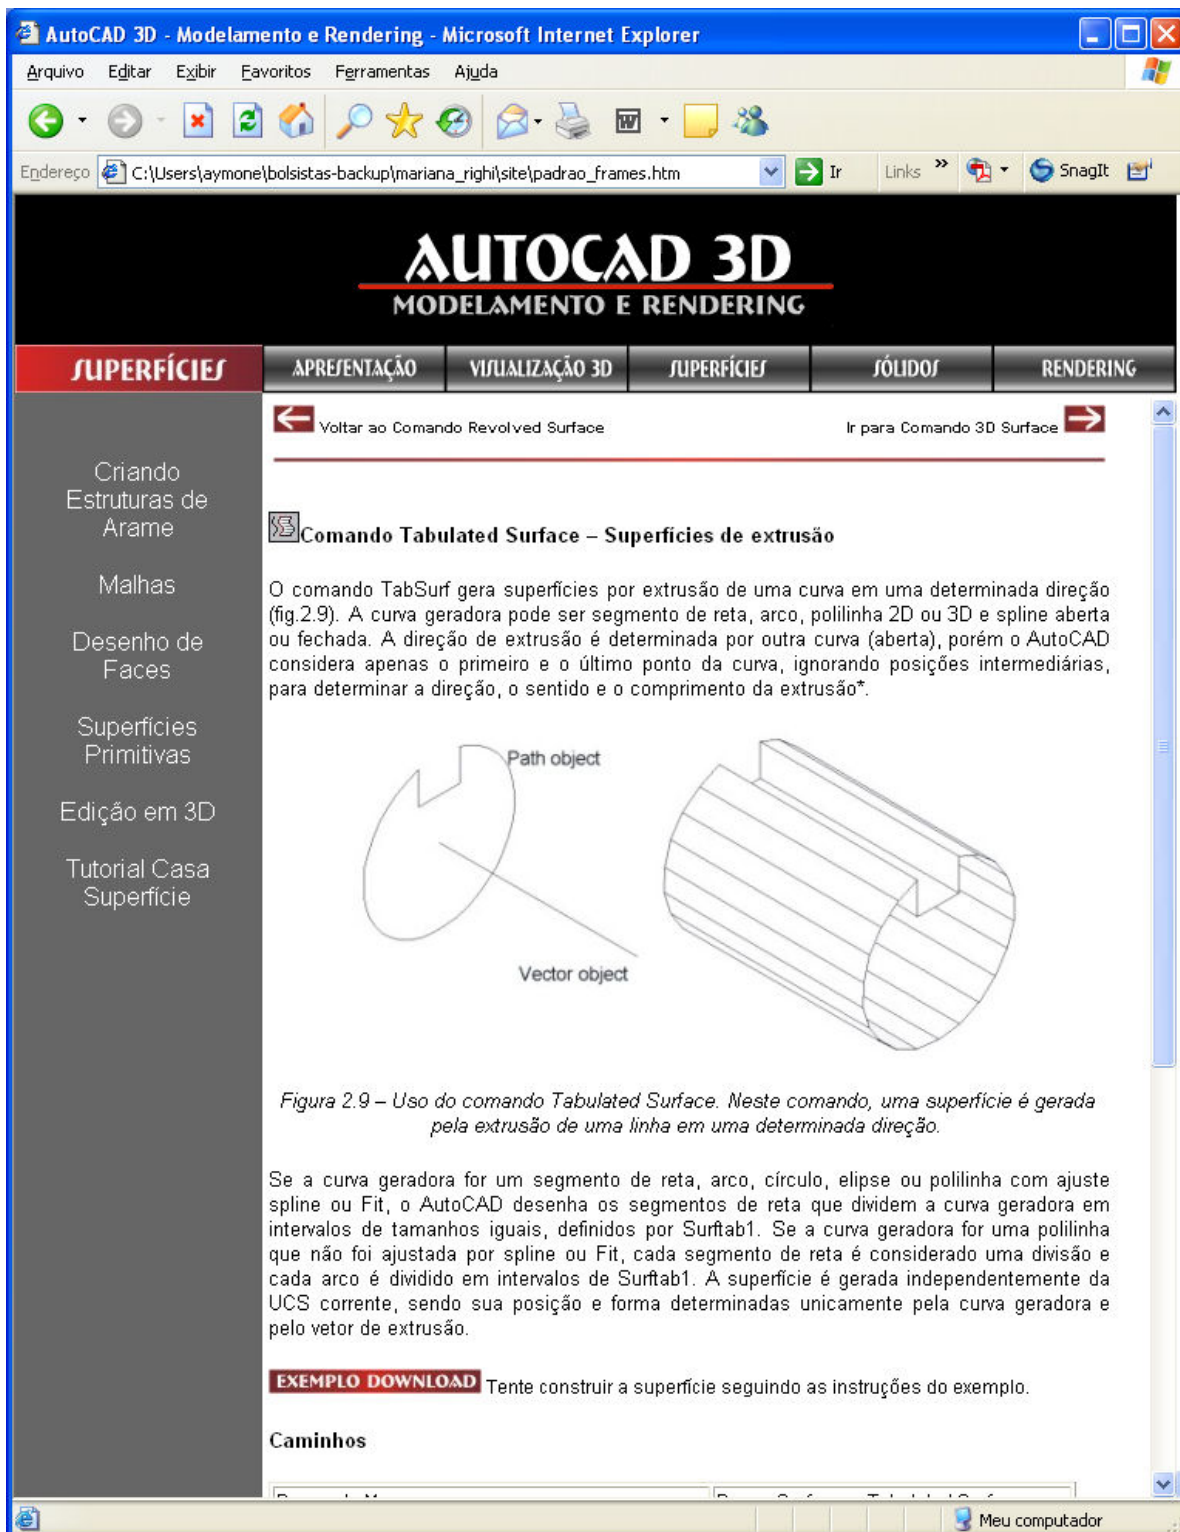 AutoCAD 3D - Modelamento e Rendering - Microsoft Internet Explorer
Arquivo Editar Exibir Favoritos Ferramentas Ajuda
Endereço C:\Users\aymone\bolsistas-backup\mariana_righi\site\padrao_frames.htm Ir Links » SnagIt
AUTOCAD 3D
MODELAMENTO E RENDERING
SUPERFÍCIES APRESENTAÇÃO VISUALIZAÇÃO 3D SUPERFÍCIES SÓLIDOS RENDERING
Voltar ao Comando Revolved Surface Ir para Comando 3D Surface
Criando
Estruturas de
Arame
Malhas
Desenho de
Faces
Superfícies
Primitivas
Edição em 3D
Tutorial Casa
Superfície
Comando Tabulated Surface – Superfícies de extrusão
O comando TabSurf gera superfícies por extrusão de uma curva em uma determinada direção
(fig.2.9). A curva geradora pode ser segmento de reta, arco, polilinha 2D ou 3D e spline aberta
ou fechada. A direção de extrusão é determinada por outra curva (aberta), porém o AutoCAD
considera apenas o primeiro e o último ponto da curva, ignorando posições intermediárias,
para determinar a direção, o sentido e o comprimento da extrusão*.
Path object
Vector object
Figura 2.9 – Uso do comando Tabulated Surface. Neste comando, uma superfície é gerada
pela extrusão de uma linha em uma determinada direção.
Se a curva geradora for um segmento de reta, arco, círculo, elipse ou polilinha com ajuste
spline ou Fit, o AutoCAD desenha os segmentos de reta que dividem a curva geradora em
intervalos de tamanhos iguais, definidos por Surftab1. Se a curva geradora for uma polilinha
que não foi ajustada por spline ou Fit, cada segmento de reta é considerado uma divisão e
cada arco é dividido em intervalos de Surftab1. A superfície é gerada independentemente da
UCS corrente, sendo sua posição e forma determinadas unicamente pela curva geradora e
pelo vetor de extrusão.
EXEMPLO DOWNLOAD Tente construir a superfície seguindo as instruções do exemplo.
Caminhos
Meu computador